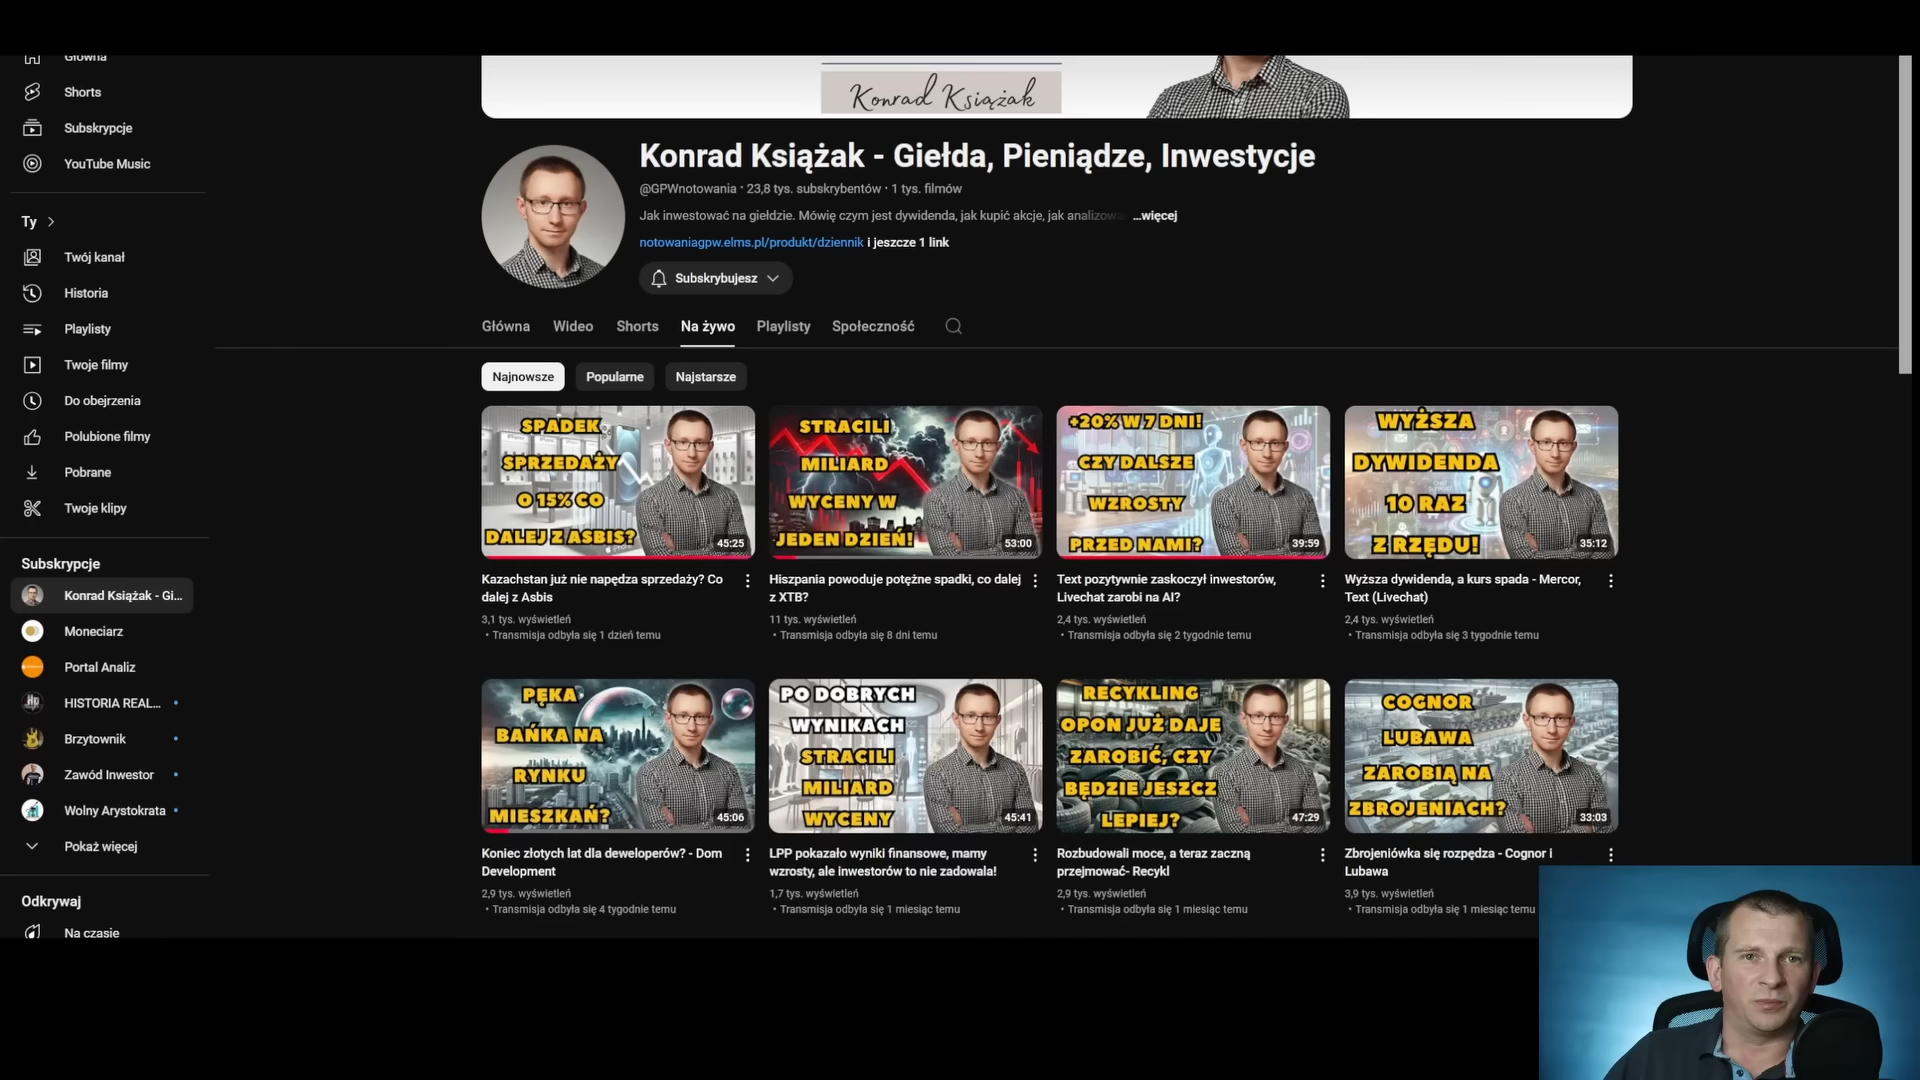 Główna
Shorts
Subskrypcje
YouTube Music
Ty
Twój kanał
Historia
Playlisty
Twoje filmy
Do obejrzenia
Polubione filmy
Pobrane
Twoje klipy
Subskrypcje
Konrad Książak - Gi...
Moneciarz
Portal Analiz
HISTORIA REAL...
Brzytownik
Zawód Inwestor
Wolny Arystokrata
Pokaż więcej
Odkrywaj
Na czasie
Konrad Książak
Konrad Książak - Giełda, Pieniądze, Inwestycje
@GPWnotowania · 23,8 tys. subskrybentów · 1 tys. filmów
Jak inwestować na giełdzie. Mówię czym jest dywidenda, jak kupić akcje, jak analizowa ...więcej
notowaniagpw.elms.pl/produkt/dziennik i jeszcze 1 link
Subskrybujesz
Główna Wideo Shorts Na żywo Playlisty Społeczność
Najnowsze Popularne Najstarsze
SPADEK
SPRZEDAŻY
O 15% CO
DALEJ Z ASBIS?
45:25
Kazachstan już nie napędza sprzedaży? Co
dalej z Asbis
3,1 tys. wyświetleń
• Transmisja odbyła się 1 dzień temu
STRACILI
MILIARD
WYCENY W
JEDEN DZIEŃ!
53:00
Hiszpania powoduje potężne spadki, co dalej
z XTB?
11 tys. wyświetleń
• Transmisja odbyła się 8 dni temu
+20% W 7 DNI!
CZY DALSZE
WZROSTY
PRZED NAMI?
39:59
Text pozytywnie zaskoczył inwestorów,
Livechat zarobi na AI?
2,4 tys. wyświetleń
• Transmisja odbyła się 2 tygodnie temu
WYŻSZA
DYWIDENDA
10 RAZ
Z RZĘDU!
35:12
Wyższa dywidenda, a kurs spada - Mercor,
Text (Livechat)
2,4 tys. wyświetleń
• Transmisja odbyła się 3 tygodnie temu
PĘKA
BAŃKA NA
RYNKU
MIESZKAŃ?
45:06
Koniec złotych lat dla deweloperów? - Dom
Development
2,9 tys. wyświetleń
• Transmisja odbyła się 4 tygodnie temu
PO DOBRYCH
WYNIKACH
STRACILI
MILIARD
WYCENY
45:41
LPP pokazało wyniki finansowe, mamy
wzrosty, ale inwestorów to nie zadowala!
1,7 tys. wyświetleń
• Transmisja odbyła się 1 miesiąc temu
RECYKLING
OPON JUŻ DAJE
ZAROBIĆ, CZY
BĘDZIE JESZCZ
LEPIEJ?
47:29
Rozbudowali moce, a teraz zaczną
przejmować- Recykl
2,9 tys. wyświetleń
• Transmisja odbyła się 1 miesiąc temu
COGNOR
LUBAWA
ZAROBIĄ NA
ZBROJENIACH?
33:03
Zbrojeniówka się rozpędza - Cognor i
Lubawa
3,9 tys. wyświetleń
• Transmisja odbyła się 1 miesiąc temu